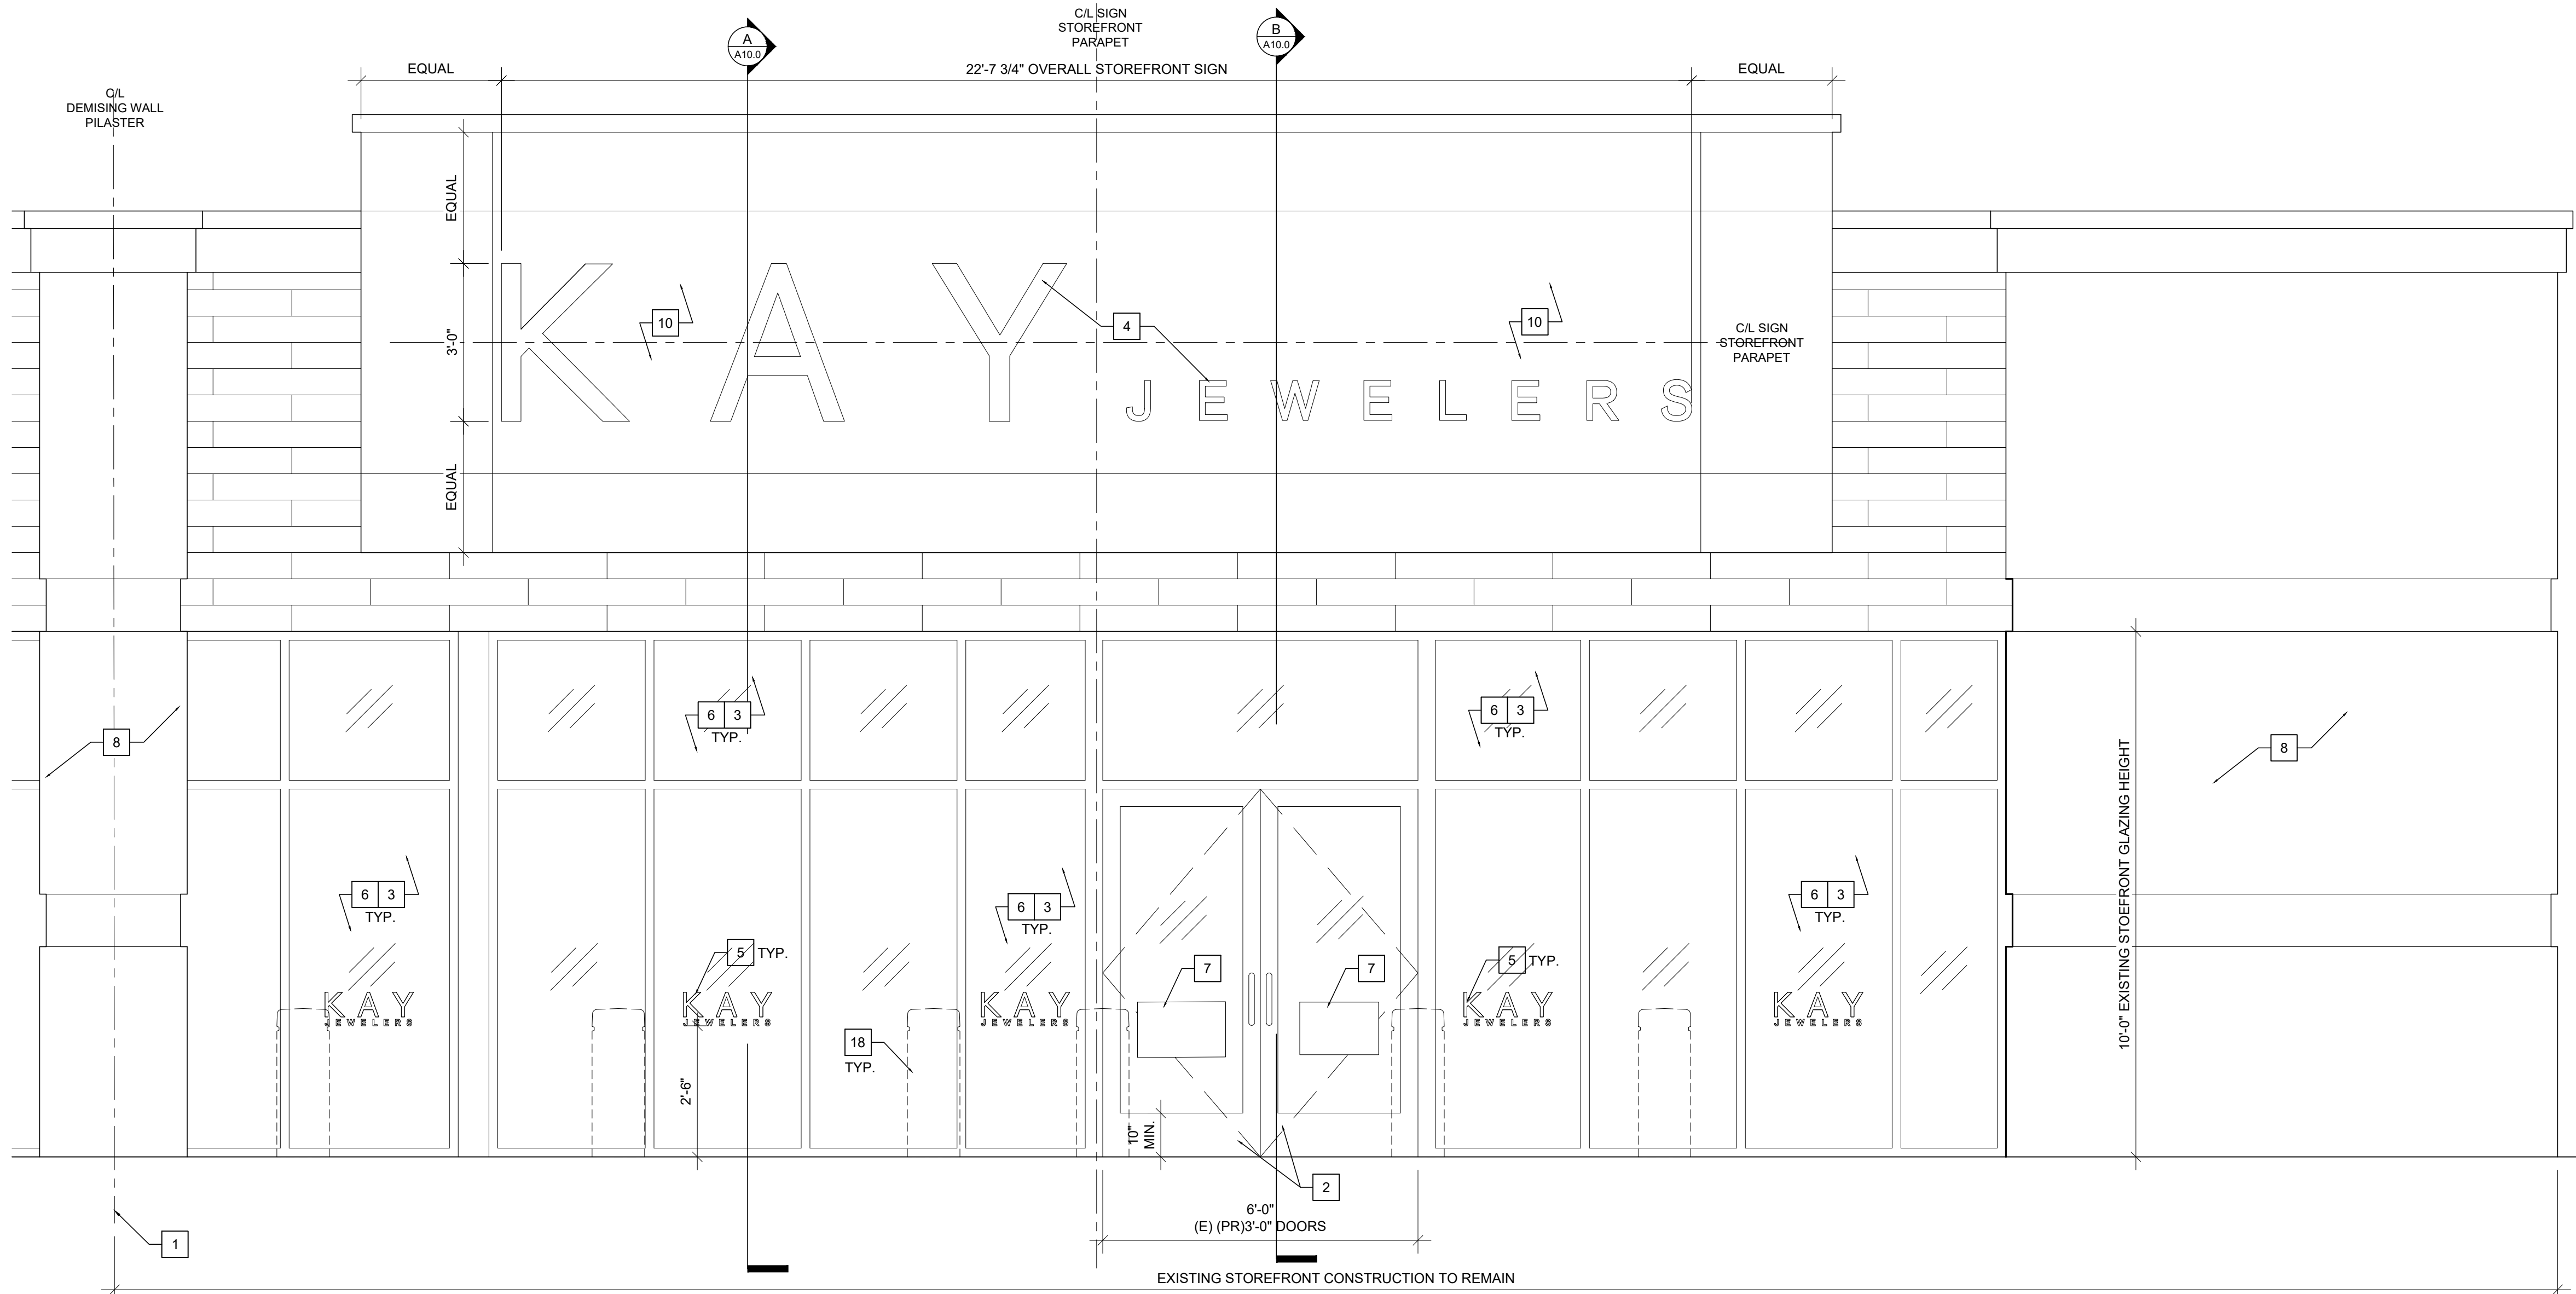 C/L SIGN
STOREFRONT
PARAPET
A
A10.0
B
A10.0
EQUAL
22'-7 3/4" OVERALL STOREFRONT SIGN
EQUAL
C/L
DEMISING WALL
PILASTER
EQUAL
3'-0"
EQUAL
KAY
JEWELERS
10
4
10
C/L SIGN
STOREFRONT
PARAPET
8
6 3
TYP.
6 3
TYP.
8
6 3
TYP.
6 3
TYP.
6 3
TYP.
5 TYP.
5 TYP.
7
7
KAY
JEWELERS
KAY
JEWELERS
KAY
JEWELERS
KAY
JEWELERS
KAY
JEWELERS
18
TYP.
2'-6"
10"
MIN.
10'-0" EXISTING STOEFRONT GLAZING HEIGHT
2
6'-0"
(E) (PR)3'-0" DOORS
1
EXISTING STOREFRONT CONSTRUCTION TO REMAIN